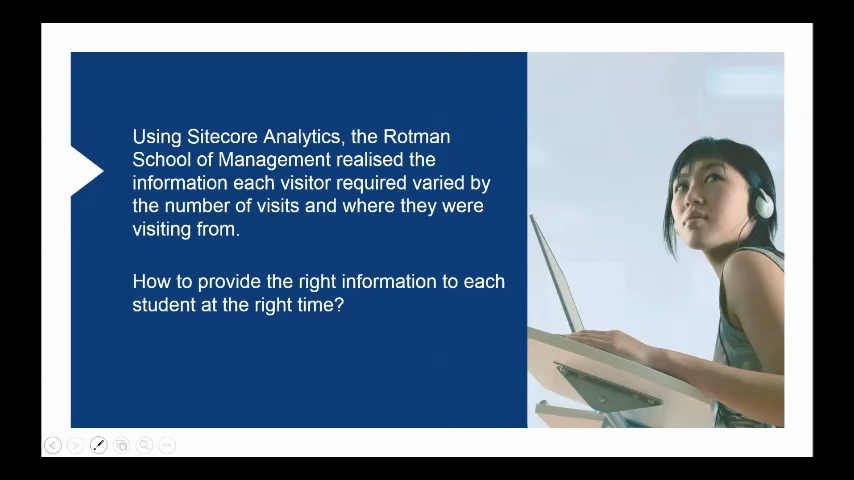 Using Sitecore Analytics, the Rotman
School of Management realised the
information each visitor required varied by
the number of visits and where they were
visiting from.
How to provide the right information to each
student at the right time?